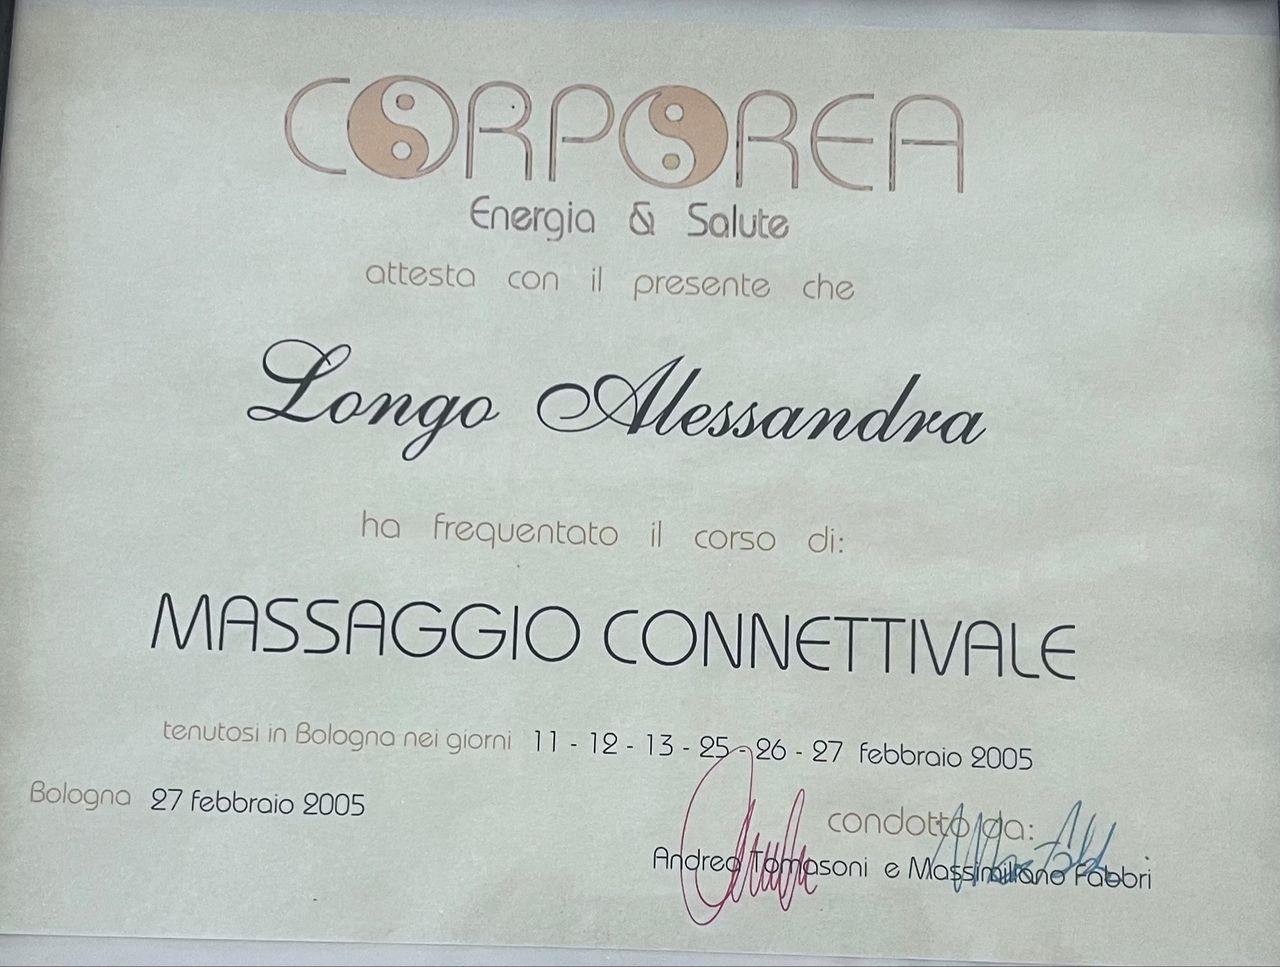 CORPOREA
Energia & Salute
attesta con il presente che
Longo Alessandra
ha frequentato il corso di:
MASSAGGIO CONNETTIVALE
tenutosi in Bologna nei giorni 11 - 12 - 13 - 25 - 26 - 27 febbraio 2005
Bologna 27 febbraio 2005
condotto da:
Andrea Tomasoni e Massimiliano Fabbri